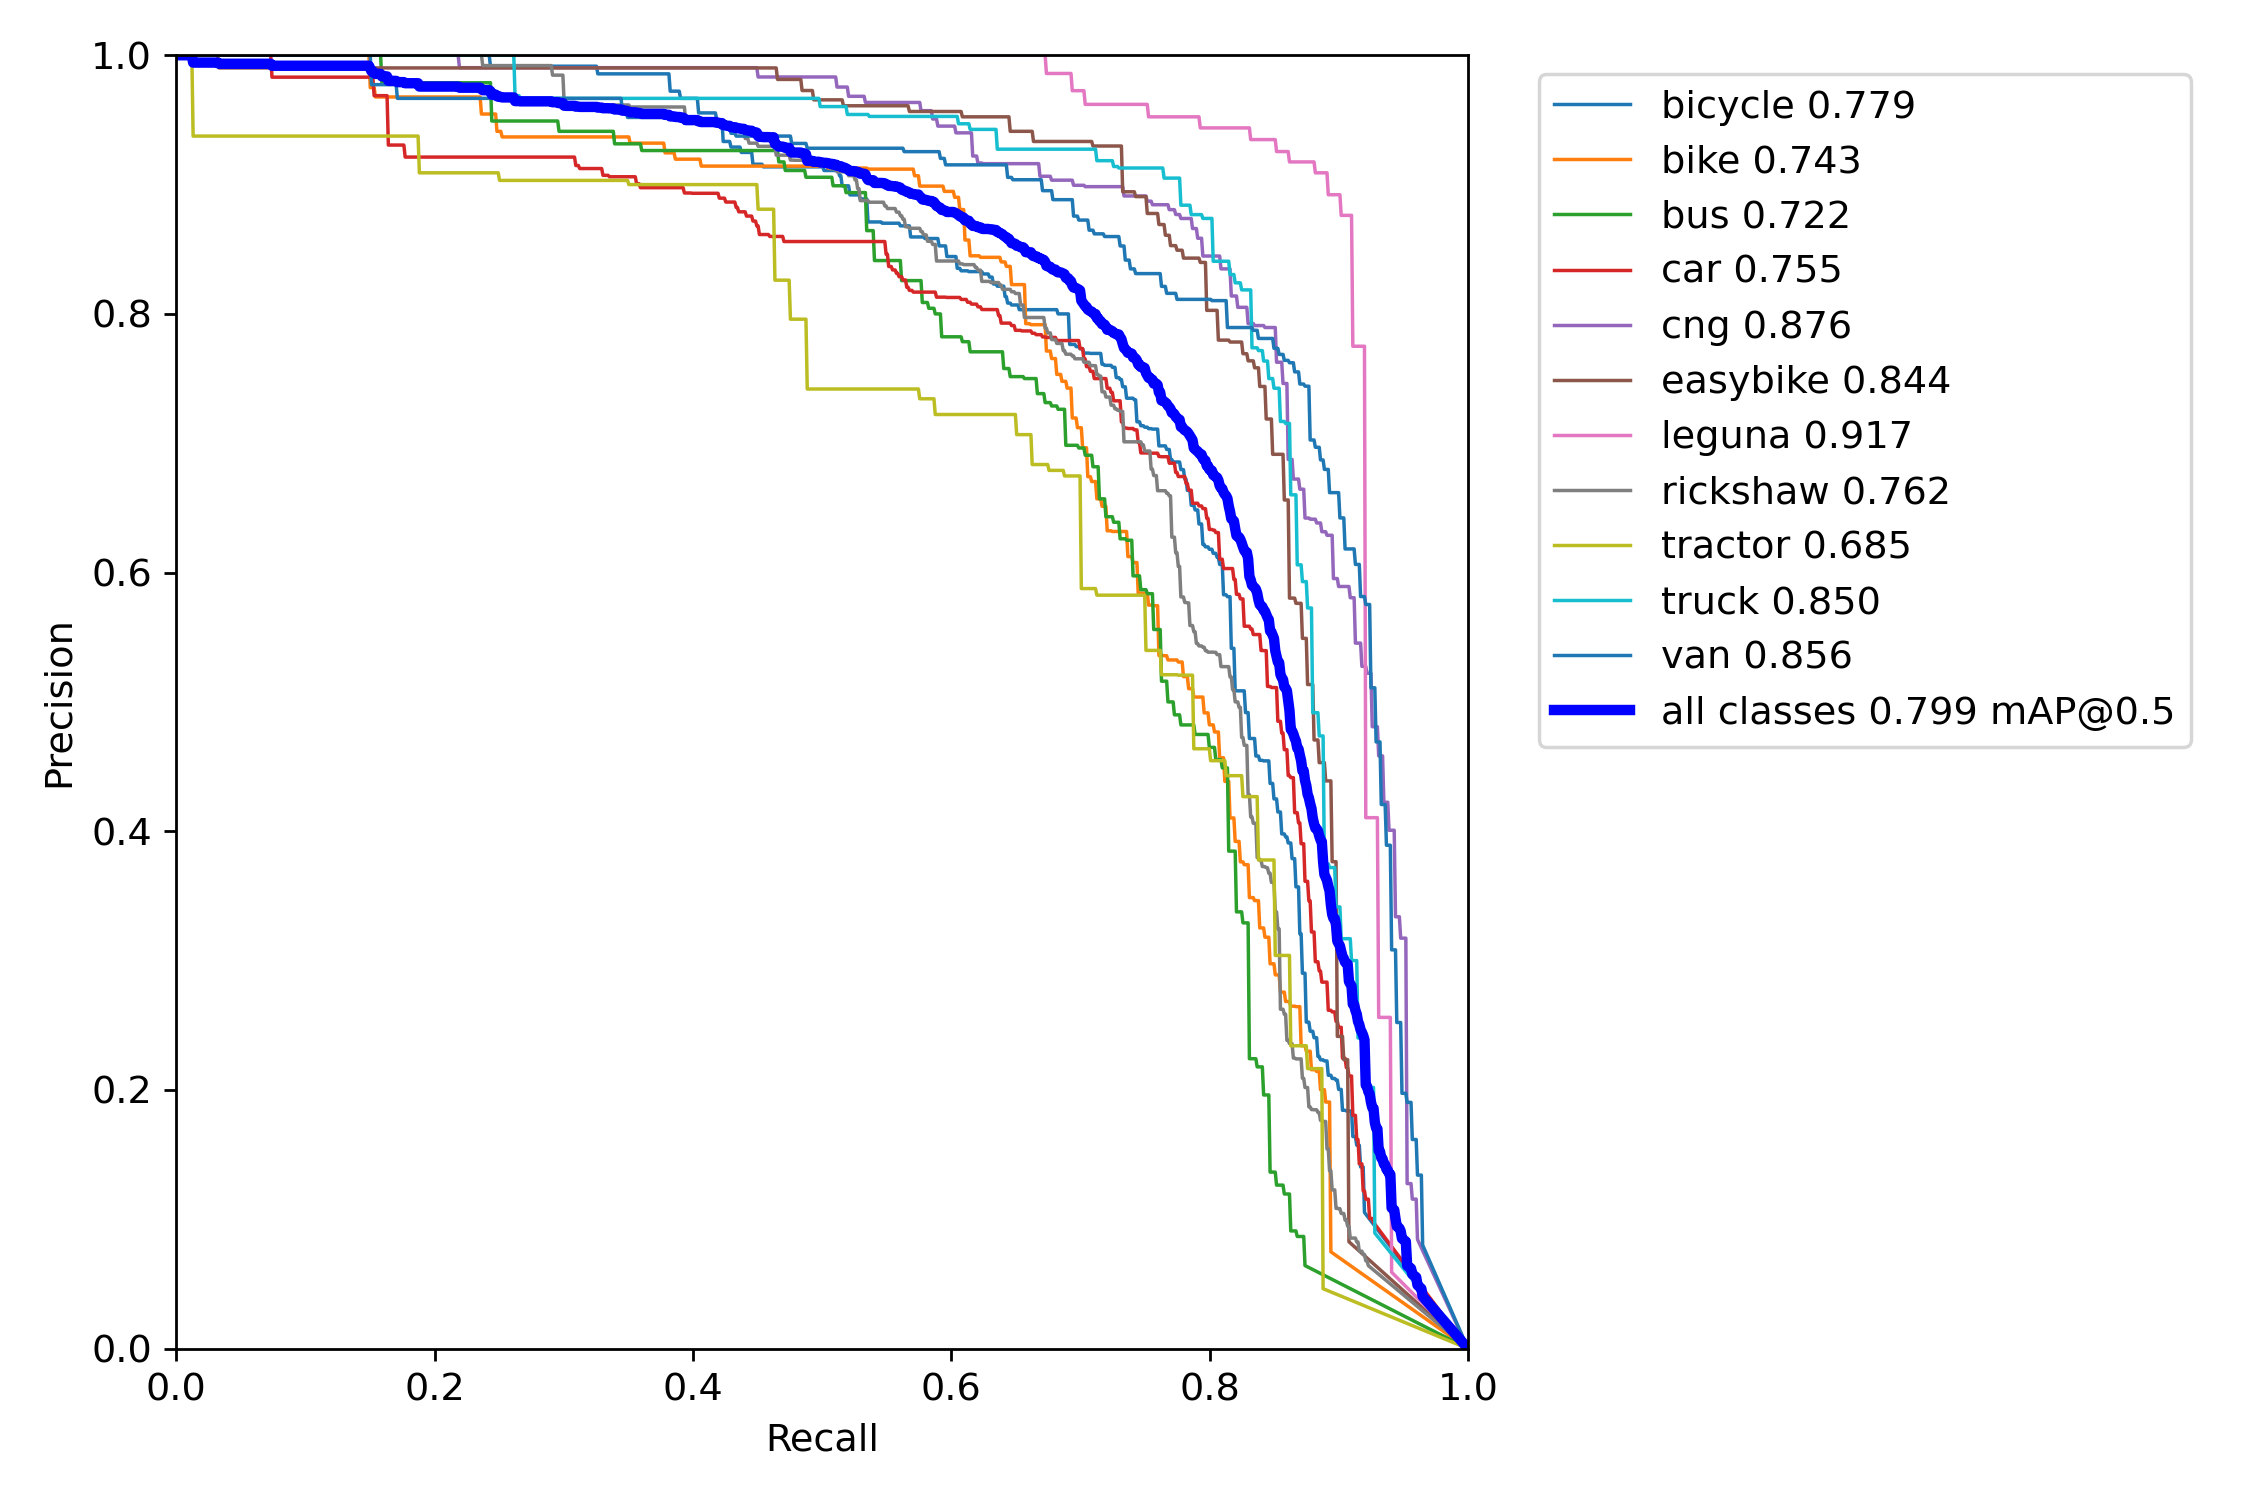 1.0
0.8
0.6
0.4
0.2
0.0
0.0 0.2 0.4 0.6 0.8 1.0
Precision
Recall
bicycle 0.779
bike 0.743
bus 0.722
car 0.755
cng 0.876
easybike 0.844
leguna 0.917
rickshaw 0.762
tractor 0.685
truck 0.850
van 0.856
all classes 0.799 mAP@0.5